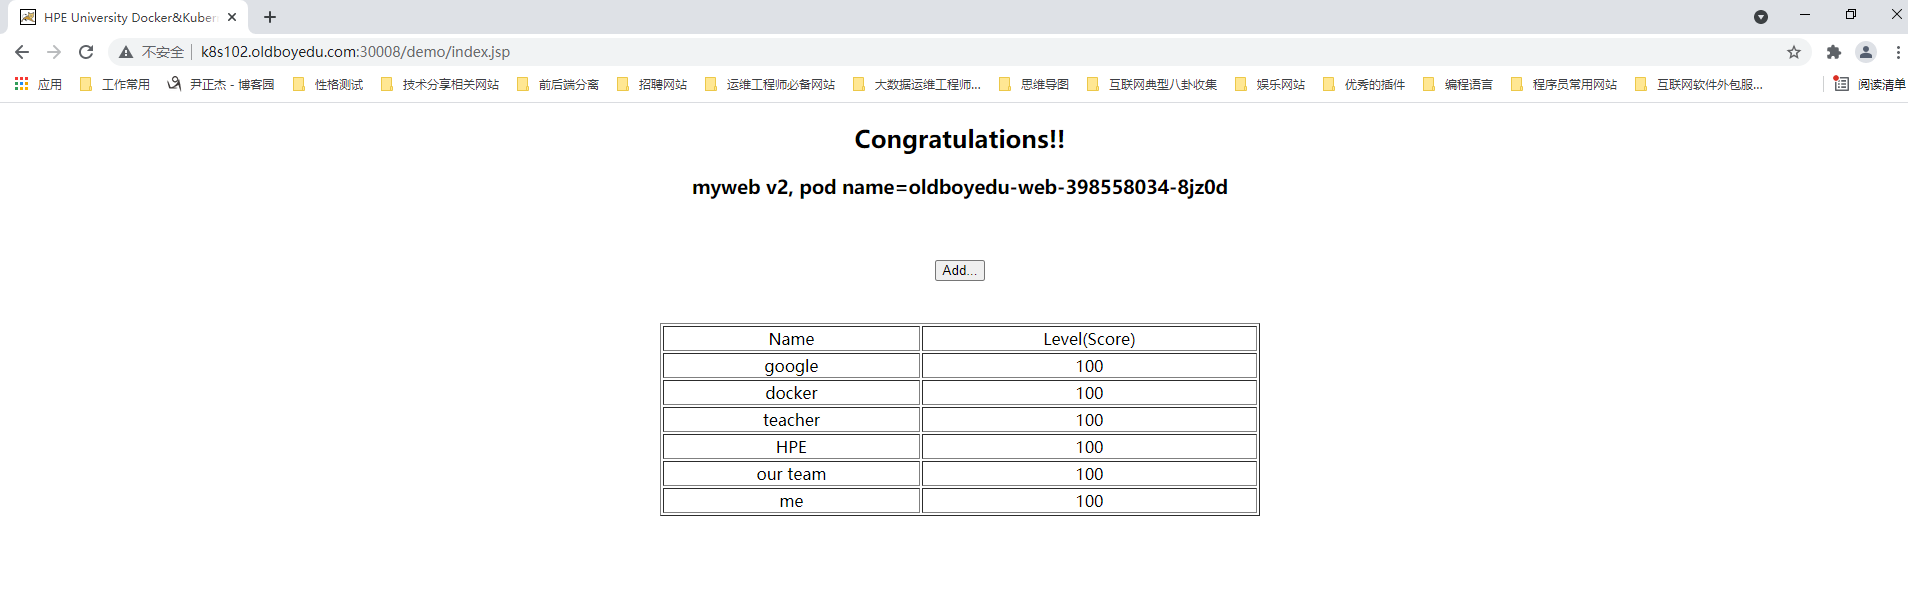 HPE University Docker&Kuber
不安全 k8s102.oldboyedu.com:30008/demo/index.jsp
应用 工作常用 尹正杰 - 博客园 性格测试 技术分享相关网站 前后端分离 招聘网站 运维工程师必备网站 大数据运维工程师... 思维导图 互联网典型八卦收集 娱乐网站 优秀的插件 编程语言 程序员常用网站 互联网软件外包服... 阅读清单
Congratulations!!
myweb v2, pod name=oldboyedu-web-398558034-8jz0d
Add...
Name Level(Score)
google 100
docker 100
teacher 100
HPE 100
our team 100
me 100